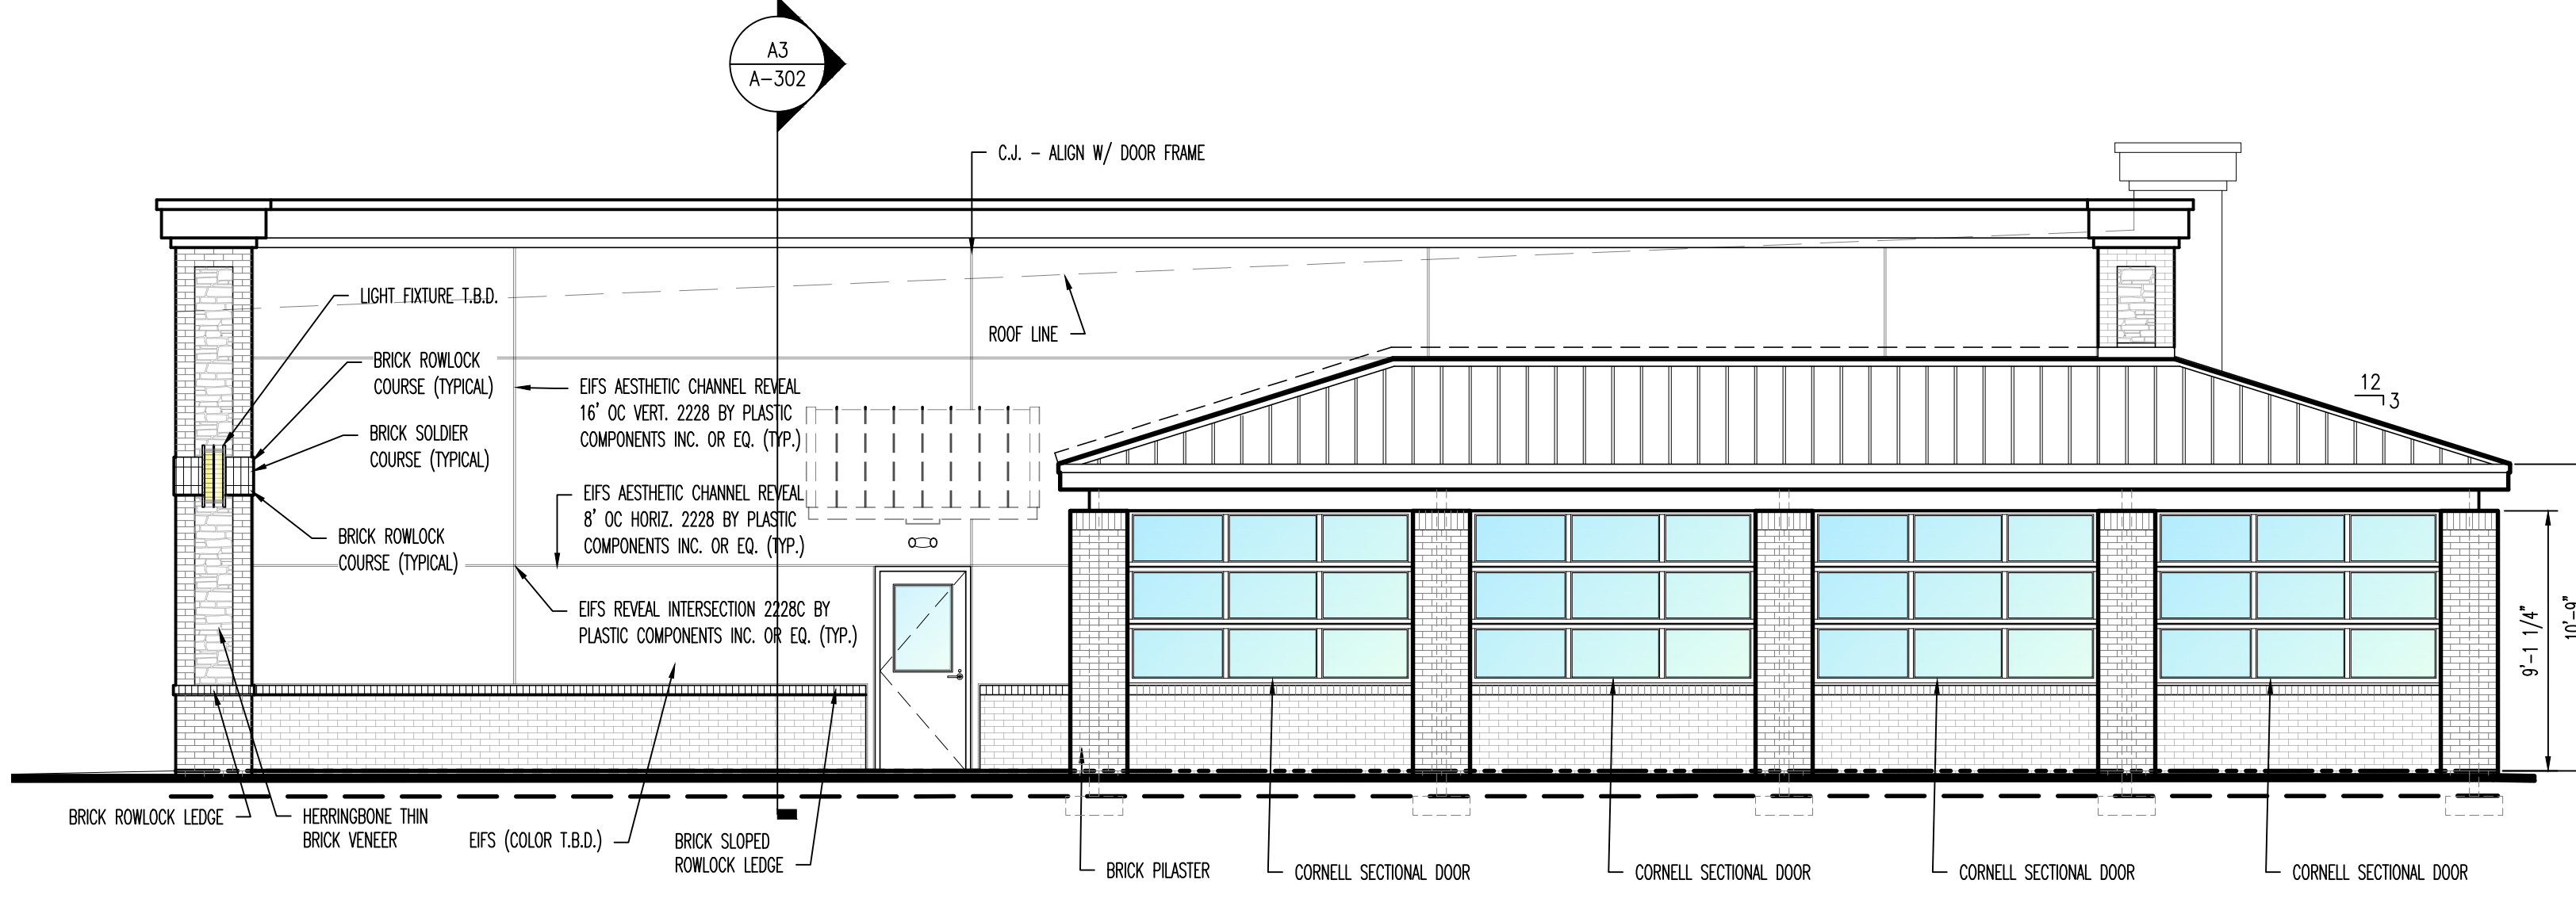 A3
A-302
C.J. - ALIGN W/ DOOR FRAME
LIGHT FIXTURE T.B.D.
ROOF LINE
BRICK ROWLOCK
COURSE (TYPICAL)
EIFS AESTHETIC CHANNEL REVEAL
16' OC VERT. 2228 BY PLASTIC
COMPONENTS INC. OR EQ. (TYP.)
12
3
BRICK SOLDIER
COURSE (TYPICAL)
EIFS AESTHETIC CHANNEL REVEAL
8' OC HORIZ. 2228 BY PLASTIC
COMPONENTS INC. OR EQ. (TYP.)
BRICK ROWLOCK
COURSE (TYPICAL)
EIFS REVEAL INTERSECTION 2228C BY
PLASTIC COMPONENTS INC. OR EQ. (TYP.)
9'-1 1/4"
10'-9"
BRICK ROWLOCK LEDGE
HERRINGBONE THIN
BRICK VENEER
EIFS (COLOR T.B.D.)
BRICK SLOPED
ROWLOCK LEDGE
BRICK PILASTER
CORNELL SECTIONAL DOOR
CORNELL SECTIONAL DOOR
CORNELL SECTIONAL DOOR
CORNELL SECTIONAL DOOR